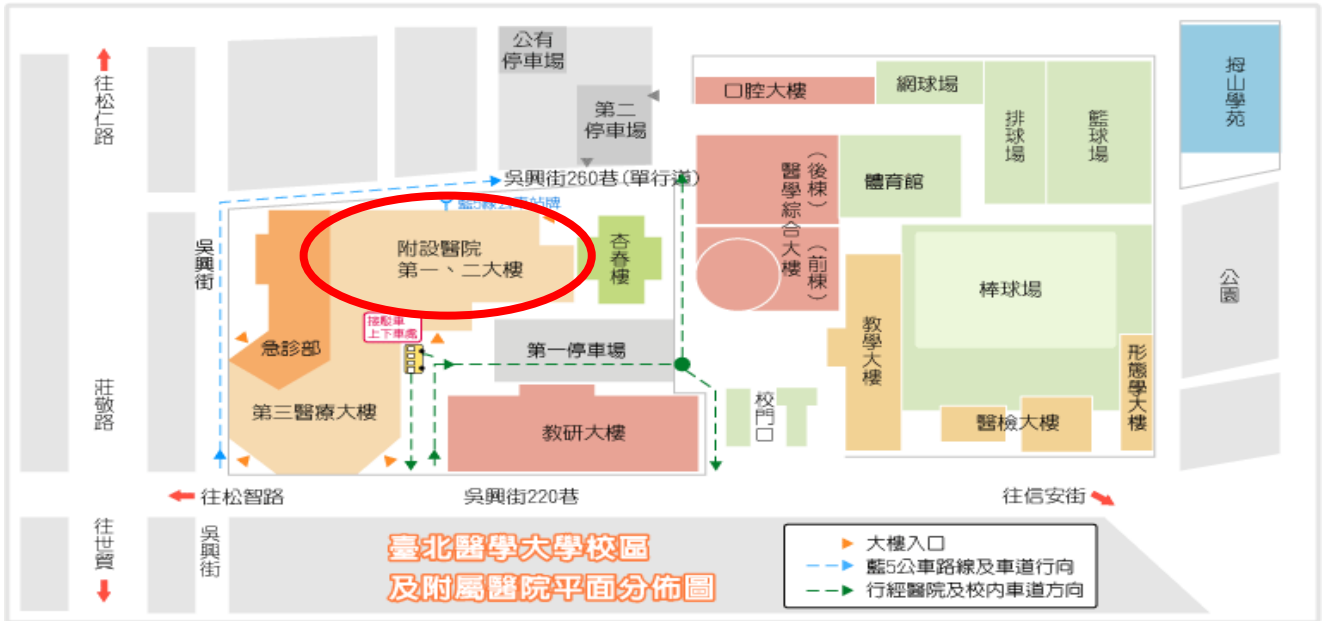 公有
停車場
第二
停車場
口腔大樓
網球場
排球場
籃球場
拇山學苑
往松仁路
吳興街260巷(單行道)
藍5線公車站牌
醫學綜合大樓
（後棟）
（前棟）
體育館
吳興街
附設醫院
第一、二大樓
杏春樓
棒球場
公園
接駁車
上下車處
急診部
第一停車場
教學大樓
形態學大樓
莊敬路
第三醫療大樓
教研大樓
校門口
醫檢大樓
往松智路
吳興街220巷
往信安街
往世貿
吳興街
臺北醫學大學校區
及附屬醫院平面分佈圖
大樓入口
藍5公車路線及車道行向
行經醫院及校內車道方向